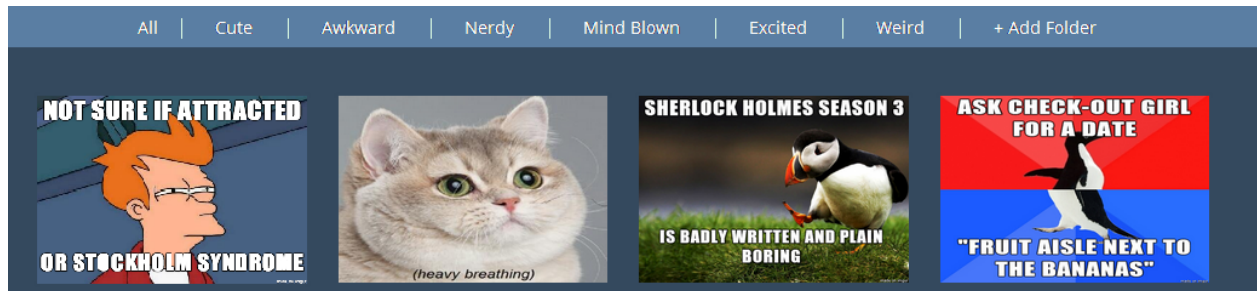 All
Cute
Awkward
Nerdy
Mind Blown
Excited
Weird
+ Add Folder
NOT SURE IF ATTRACTED
OR STOCKHOLM SYNDROME
(heavy breathing)
SHERLOCK HOLMES SEASON 3
IS BADLY WRITTEN AND PLAIN
BORING
ASK CHECK-OUT GIRL
FOR A DATE
"FRUIT AISLE NEXT TO
THE BANANAS"